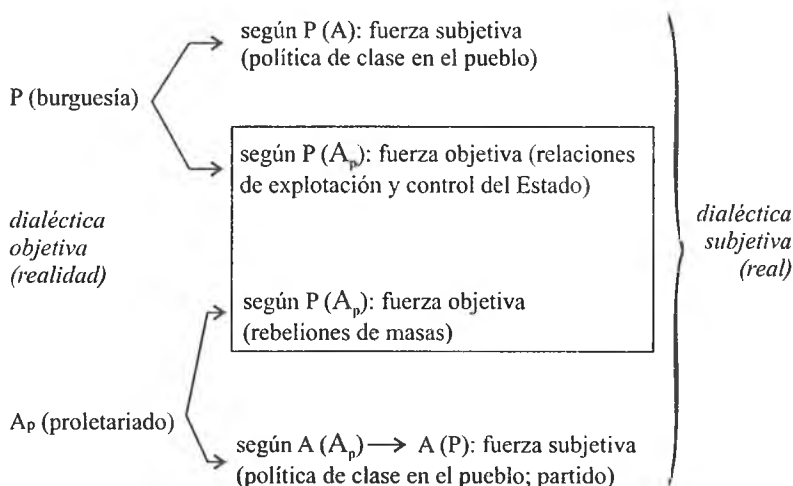 según P (A): fuerza subjetiva
(política de clase en el pueblo)
P (burguesía)
según P (Ap): fuerza objetiva (relaciones
de explotación y control del Estado)
dialéctica
objetiva
(realidad)
dialéctica
subjetiva
(real)
según P (Ap): fuerza objetiva
(rebeliones de masas)
Ap (proletariado)
según A (Ap) → A (P): fuerza subjetiva
(política de clase en el pueblo; partido)